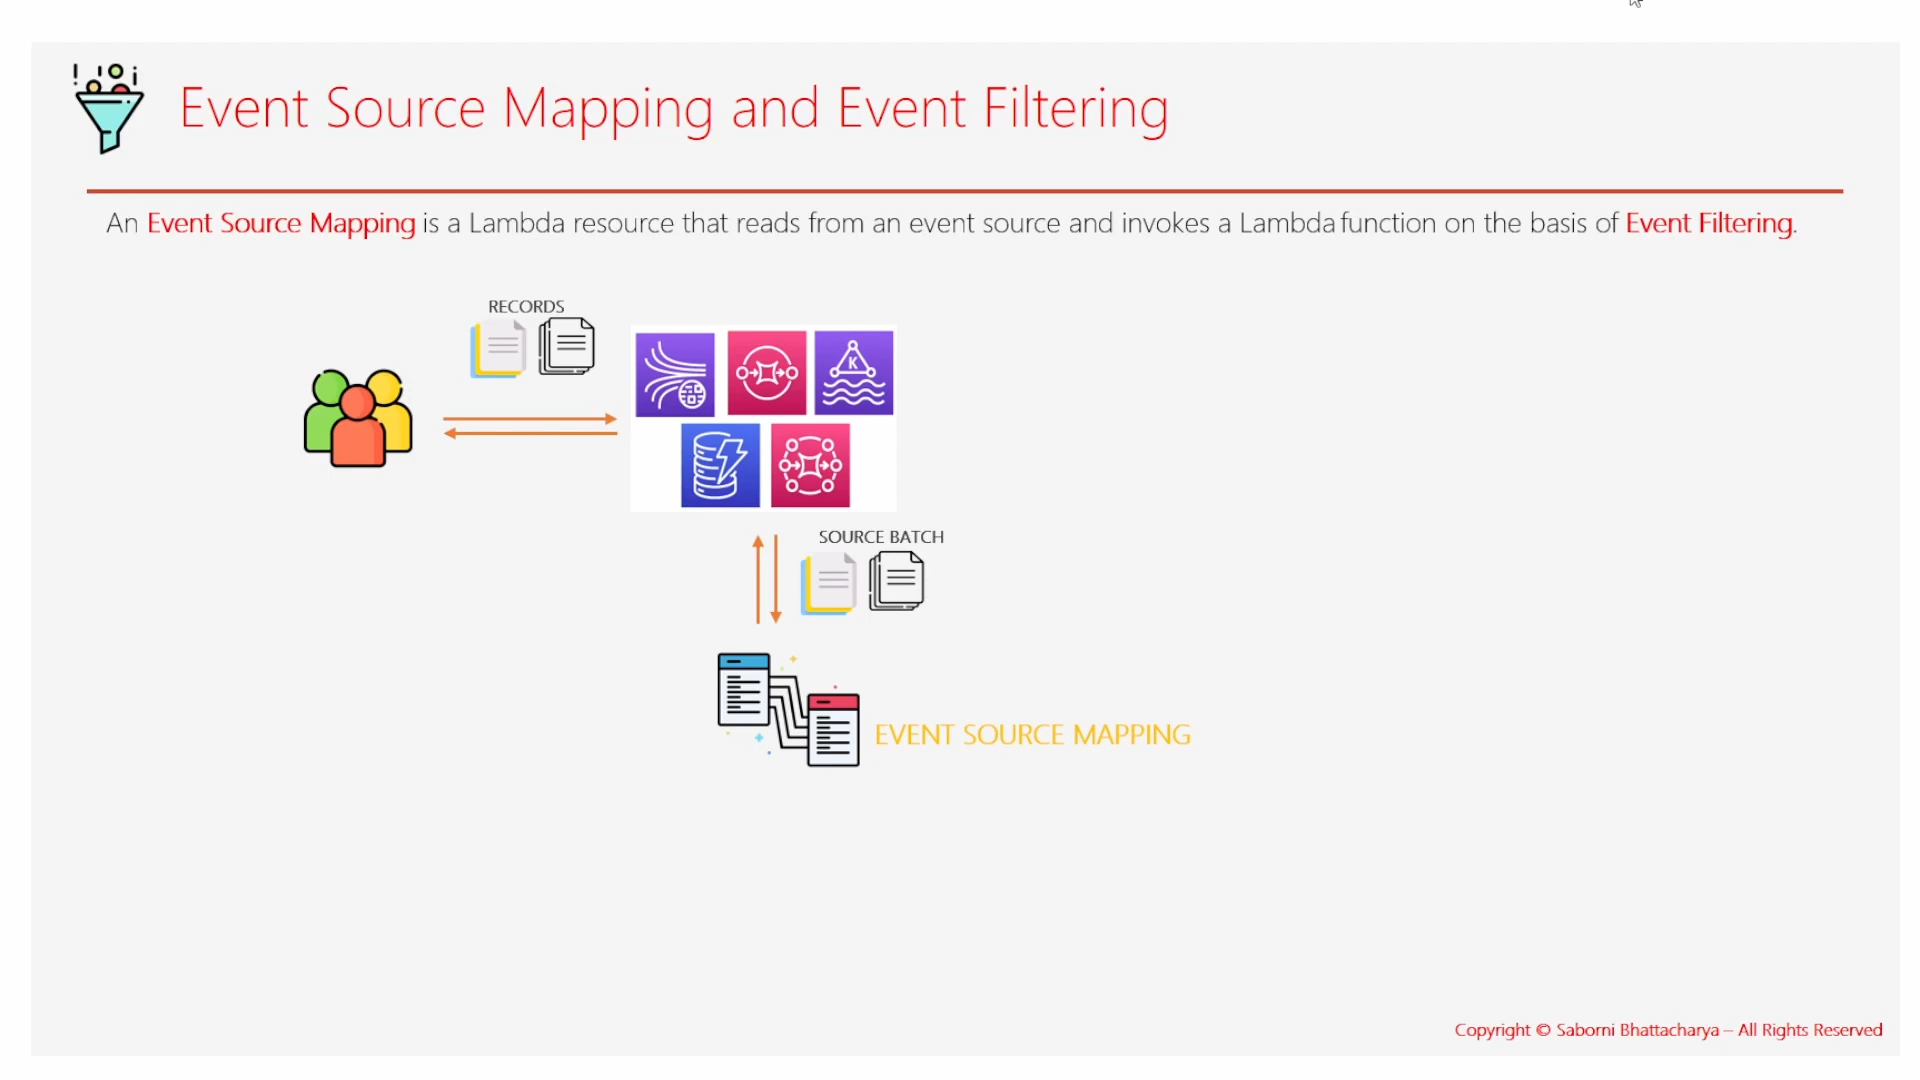 Event Source Mapping and Event Filtering
An Event Source Mapping is a Lambda resource that reads from an event source and invokes a Lambda function on the basis of Event Filtering.
RECORDS
K
SOURCE BATCH
EVENT SOURCE MAPPING
Copyright © Saborni Bhattacharya – All Rights Reserved